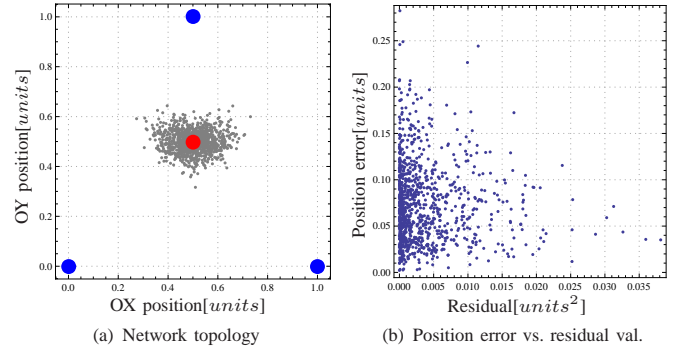 1.0
0.8
0.6
0.4
0.2
0.0
OY position[units]
0.0 0.2 0.4 0.6 0.8 1.0
OX position[units]
(a) Network topology
0.25
0.20
0.15
0.10
0.05
0.00
Position error[units]
0.000 0.005 0.010 0.015 0.020 0.025 0.030 0.035
Residual[units²]
(b) Position error vs. residual val.